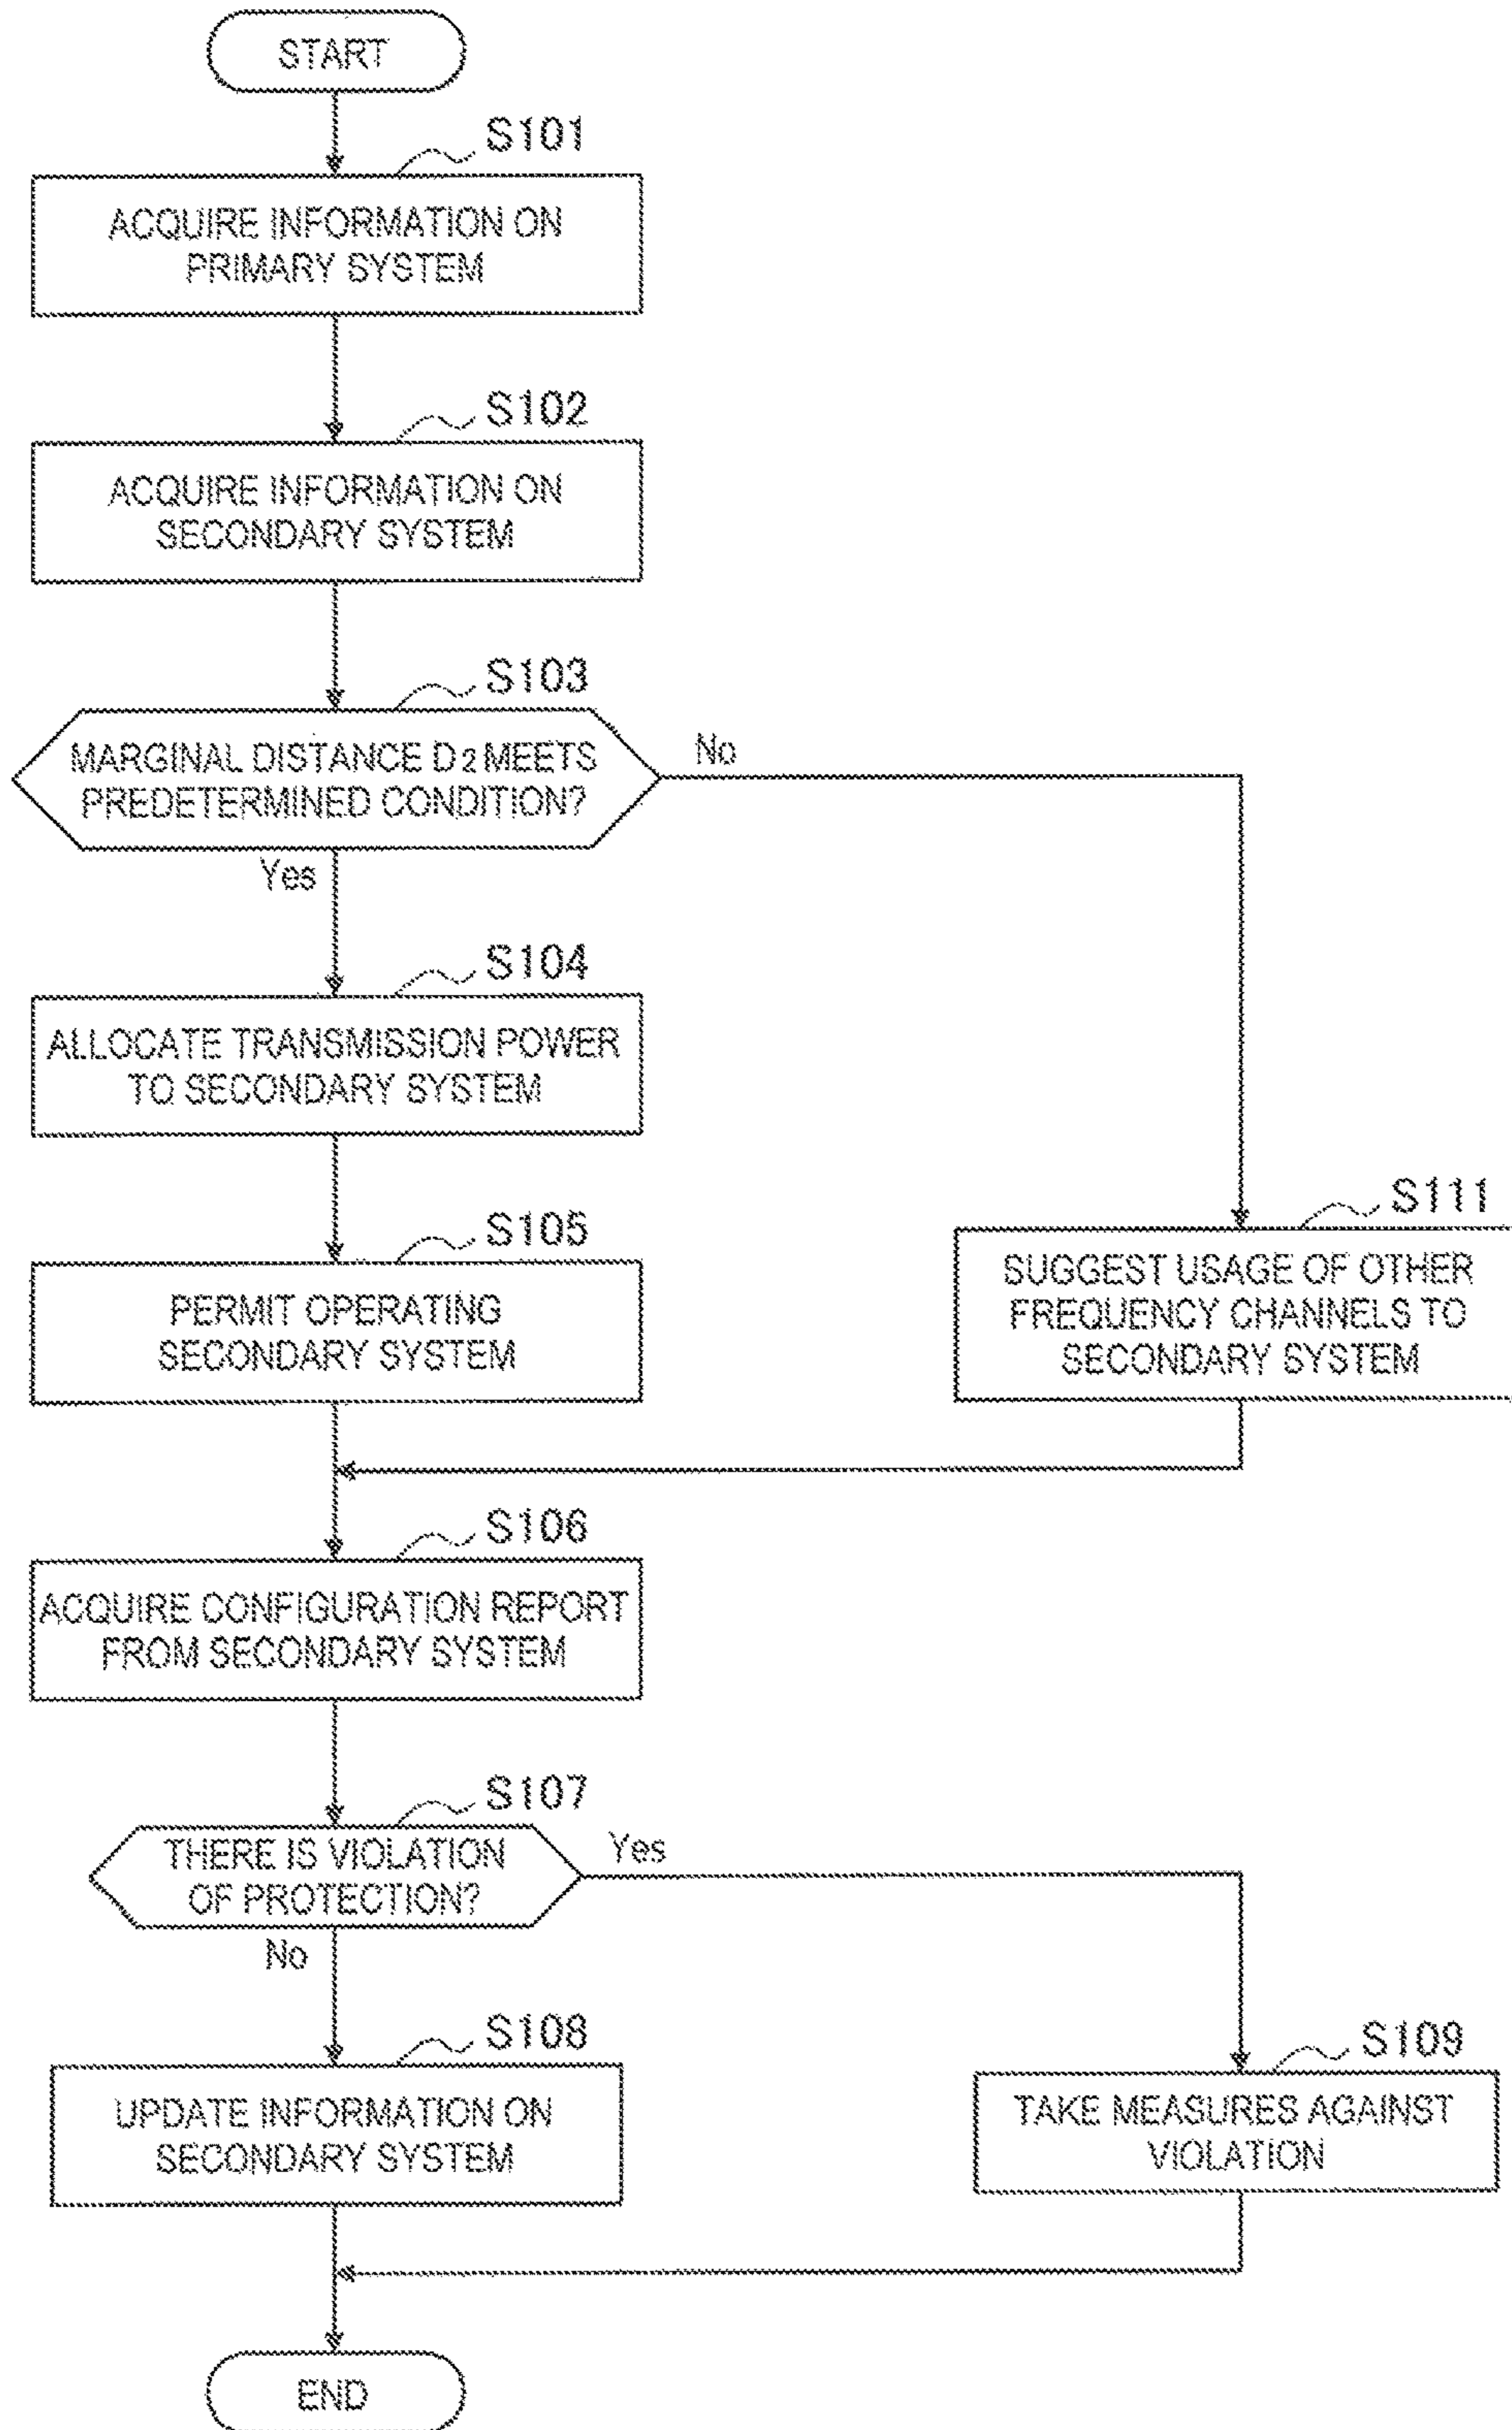 START
S101
ACQUIRE INFORMATION ON
PRIMARY SYSTEM
S102
ACQUIRE INFORMATION ON
SECONDARY SYSTEM
S103
MARGINAL DISTANCE D2 MEETS
PREDETERMINED CONDITION?
No
Yes
S104
ALLOCATE TRANSMISSION POWER
TO SECONDARY SYSTEM
S105
PERMIT OPERATING
SECONDARY SYSTEM
S111
SUGGEST USAGE OF OTHER
FREQUENCY CHANNELS TO
SECONDARY SYSTEM
S106
ACQUIRE CONFIGURATION REPORT
FROM SECONDARY SYSTEM
S107
THERE IS VIOLATION
OF PROTECTION?
Yes
No
S108
UPDATE INFORMATION ON
SECONDARY SYSTEM
S109
TAKE MEASURES AGAINST
VIOLATION
END